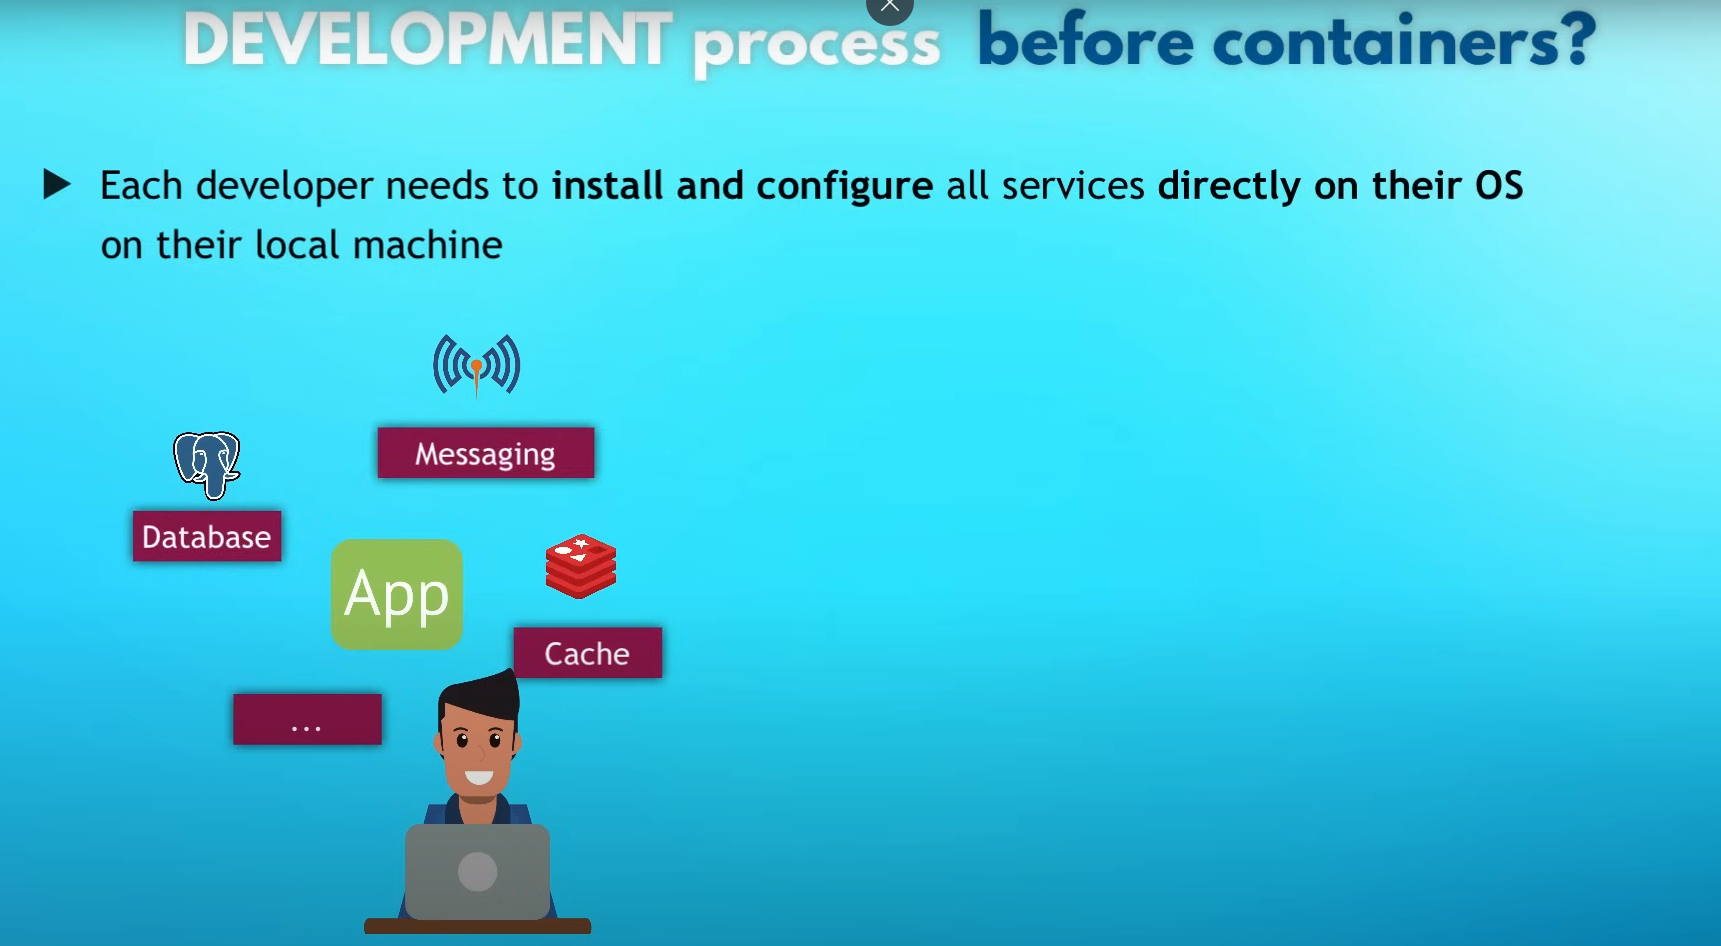 DEVELOPMENT process before containers?
Each developer needs to install and configure all services directly on their OS
on their local machine
Messaging
Database
App
Cache
...